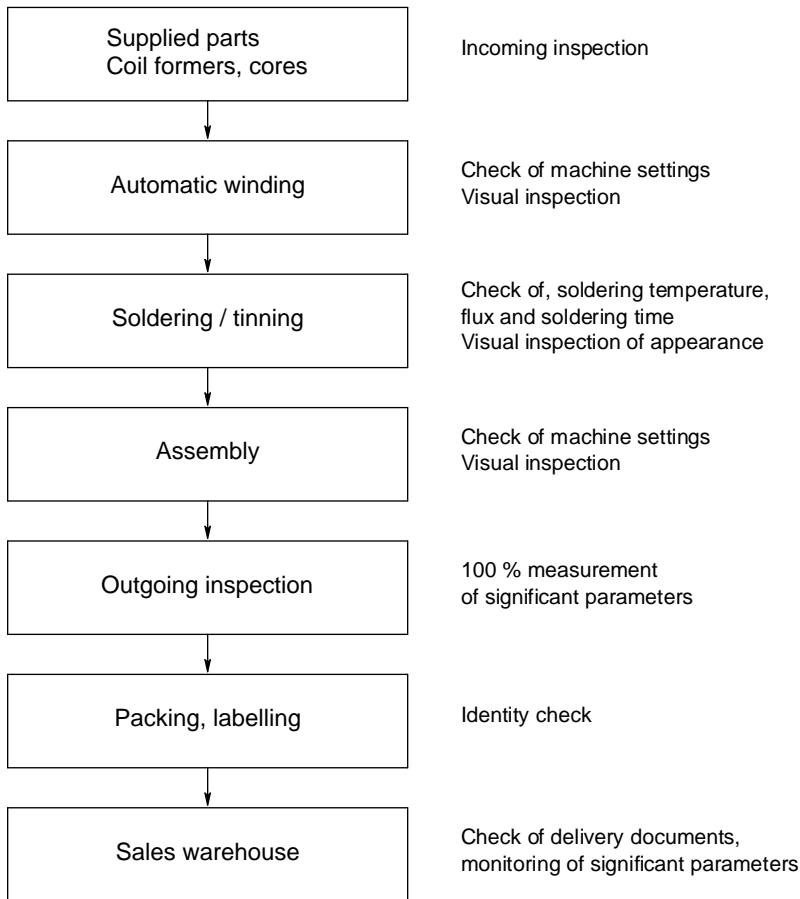 Supplied parts
Coil formers, cores
Incoming inspection
Automatic winding
Check of machine settings
Visual inspection
Soldering / tinning
Check of, soldering temperature,
flux and soldering time
Visual inspection of appearance
Assembly
Check of machine settings
Visual inspection
Outgoing inspection
100 % measurement
of significant parameters
Packing, labelling
Identity check
Sales warehouse
Check of delivery documents,
monitoring of significant parameters